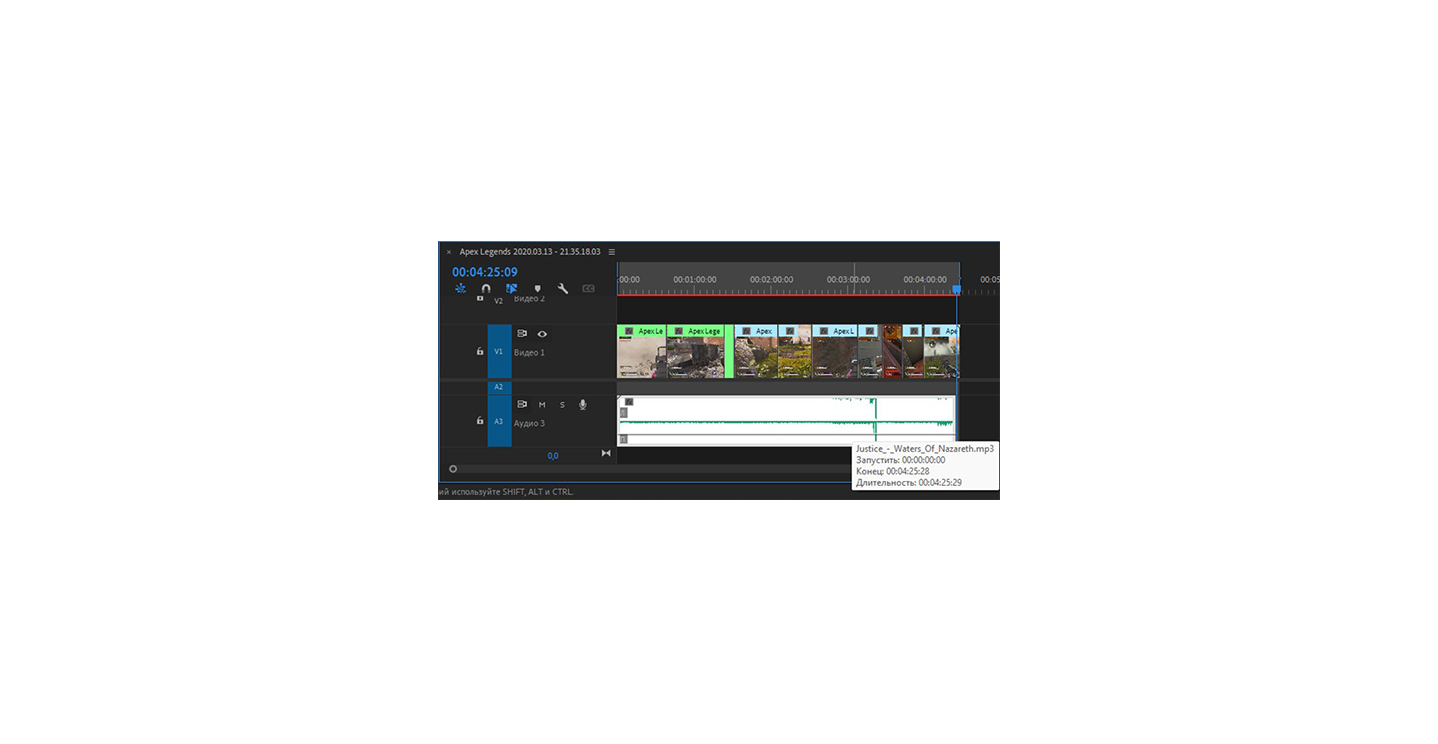 × Apex Legends 2020.03.13 - 21.35.18.03 ≡
00:04:25:09
:00:00 00:01:00:00 00:02:00:00 00:03:00:00 00:04:00:00 00:05
V2 Видео 2
Apex Le Apex Lege Apex Apex L Ape
V1 Видео 1
A2
M S
A3 Аудио 3
0,0
Justice_-_Waters_Of_Nazareth.mp3
Запустить: 00:00:00:00
Конец: 00:04:25:28
Длительность: 00:04:25:29
ий используйте SHIFT, ALT и CTRL.